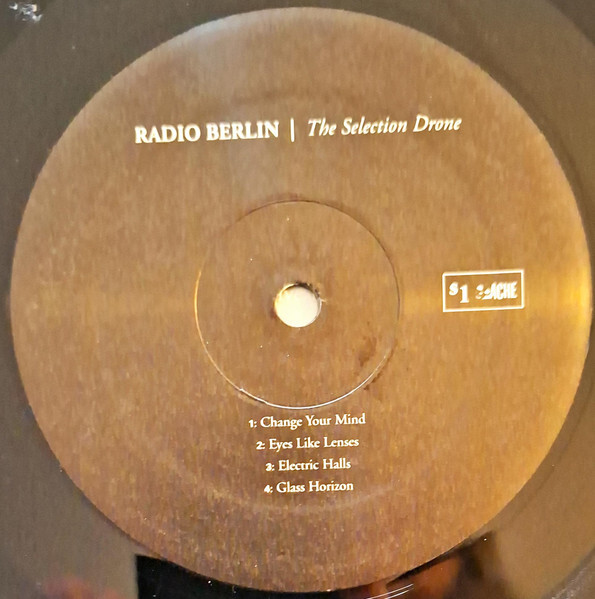 RADIO BERLIN | The Selection Drone
$1
1: Change Your Mind
2: Eyes Like Lenses
3: Electric Halls
4: Glass Horizon